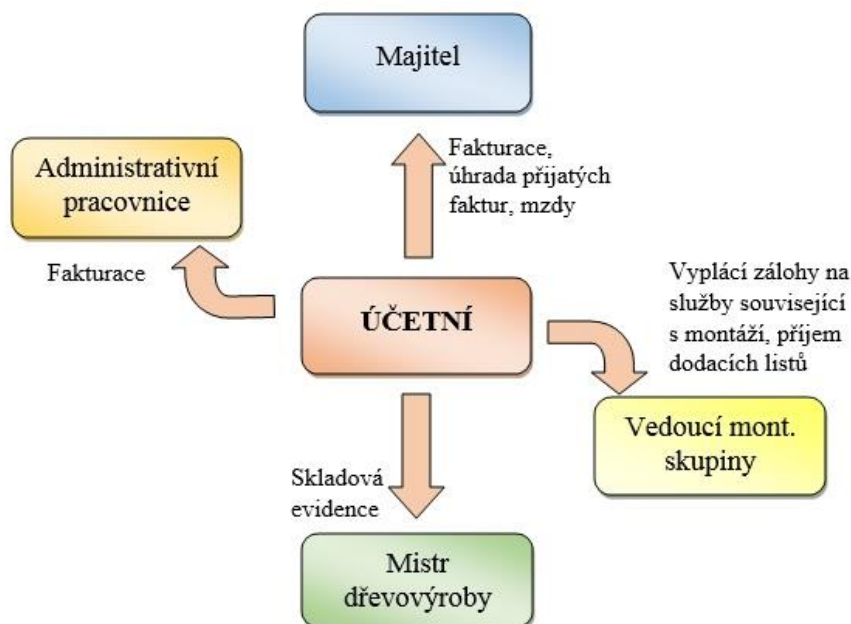 Majitel
Administrativní
pracovnice
Fakturace,
úhrada přijatých
faktur, mzdy
Fakturace
ÚČETNÍ
Vyplácí zálohy na
služby související
s montáží, příjem
dodacích listů
Vedoucí mont.
skupiny
Skladová
evidence
Mistr
dřevovýroby